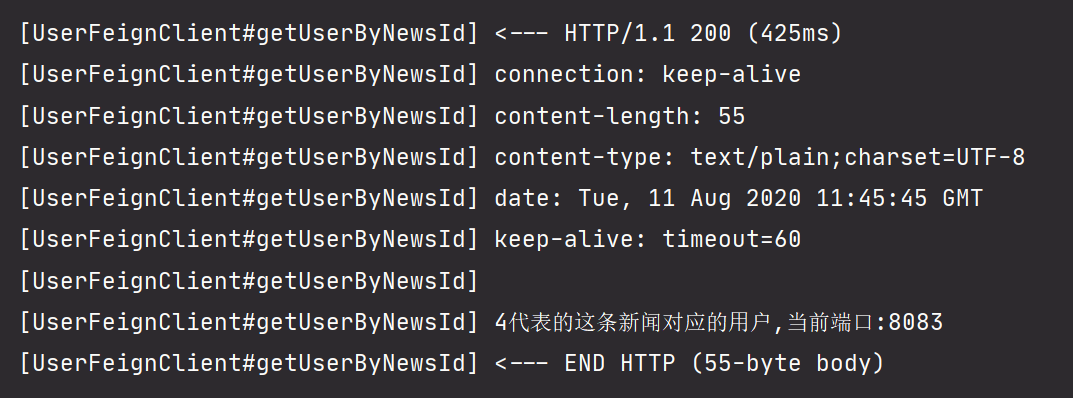 [UserFeignClient#getUserByNewsId] <--- HTTP/1.1 200 (425ms)
[UserFeignClient#getUserByNewsId] connection: keep-alive
[UserFeignClient#getUserByNewsId] content-length: 55
[UserFeignClient#getUserByNewsId] content-type: text/plain;charset=UTF-8
[UserFeignClient#getUserByNewsId] date: Tue, 11 Aug 2020 11:45:45 GMT
[UserFeignClient#getUserByNewsId] keep-alive: timeout=60
[UserFeignClient#getUserByNewsId]
[UserFeignClient#getUserByNewsId] 4代表的这条新闻对应的用户,当前端口:8083
[UserFeignClient#getUserByNewsId] <--- END HTTP (55-byte body)